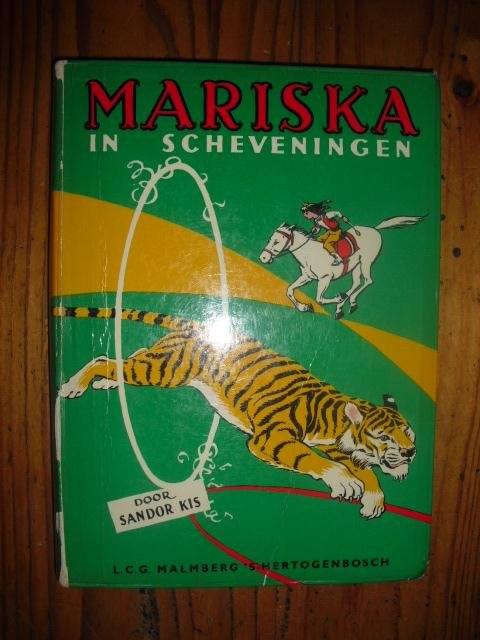 MARISKA
IN SCHEVENINGEN
DOOR
SANDOR KIS
L.C.G. MALMBERG 'S-HERTOGENBOSCH